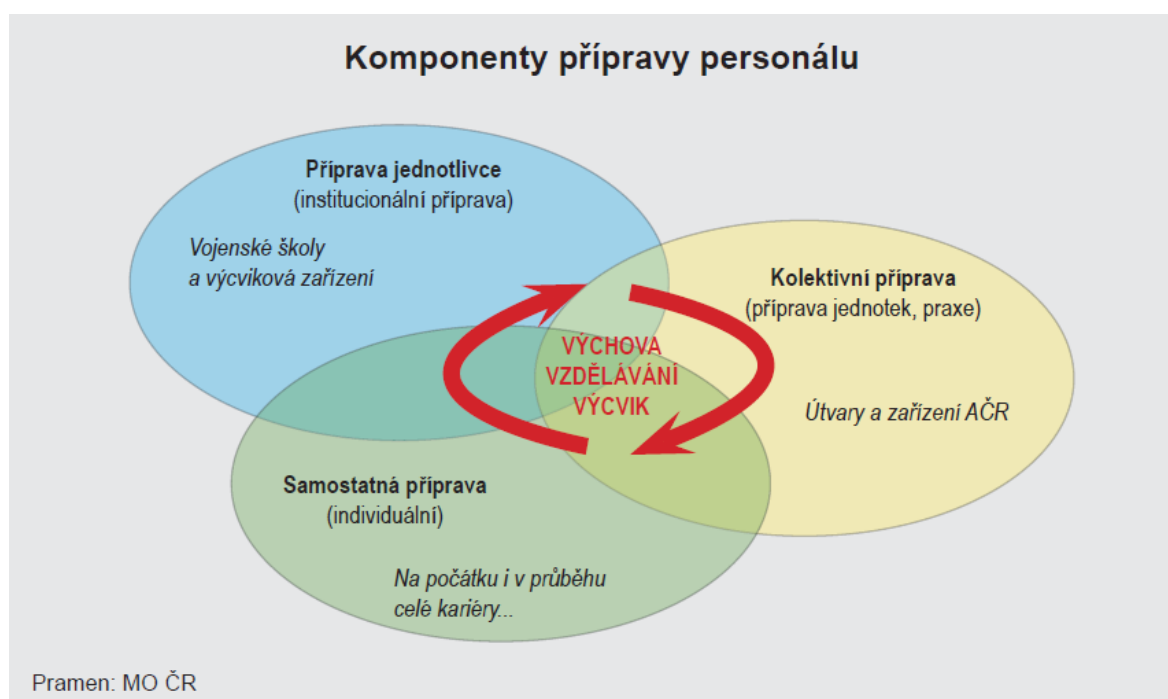 Komponenty přípravy personálu
Příprava jednotlivce
(institucionální příprava)
Vojenské školy
a výcviková zařízení
Kolektivní příprava
(příprava jednotek, praxe)
Útvary a zařízení AČR
VÝCHOVA
VZDĚLÁVÁNÍ
VÝCVIK
Samostatná příprava
(individuální)
Na počátku i v průběhu
celé kariéry...
Pramen: MO ČR